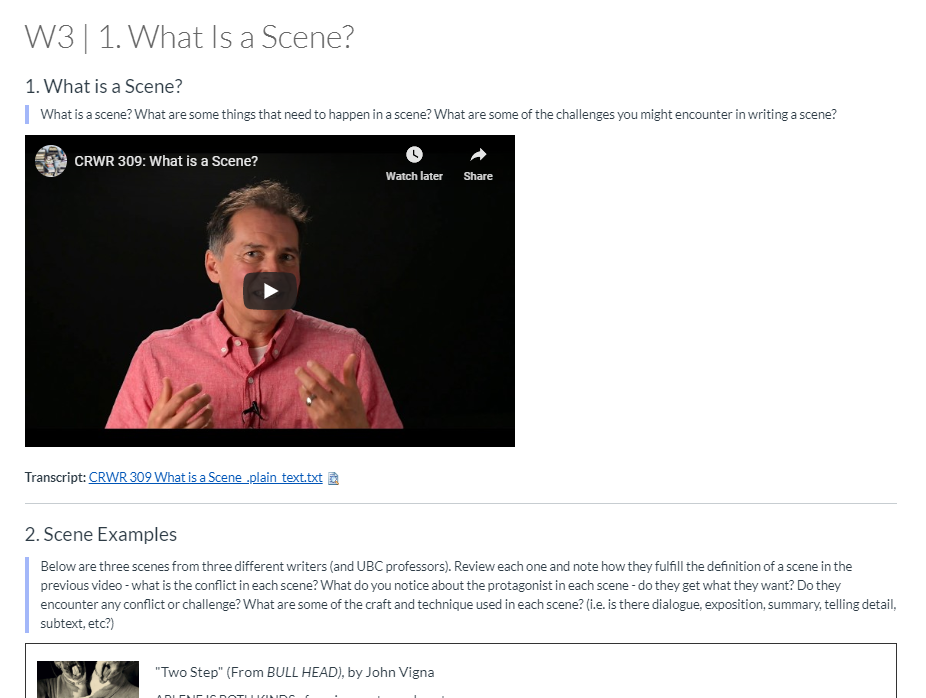 W3 | 1. What Is a Scene?
1. What is a Scene?
What is a scene? What are some things that need to happen in a scene? What are some of the challenges you might encounter in writing a scene?
CRWR 309: What is a Scene?
Watch later
Share
Transcript: CRWR 309 What is a Scene_.plain_text.txt
2. Scene Examples
Below are three scenes from three different writers (and UBC professors). Review each one and note how they fulfill the definition of a scene in the
previous video - what is the conflict in each scene? What do you notice about the protagonist in each scene - do they get what they want? Do they
encounter any conflict or challenge? What are some of the craft and technique used in each scene? (i.e. is there dialogue, exposition, summary, telling detail,
subtext, etc?)
"Two Step" (From BULL HEAD), by John Vigna